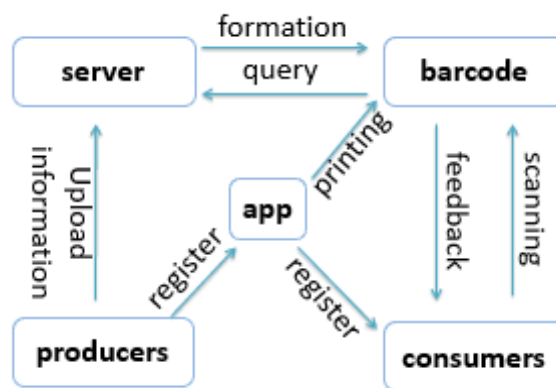 formation
server
query
barcode
Upload
information
printing
feedback
scanning
app
register
register
producers
consumers